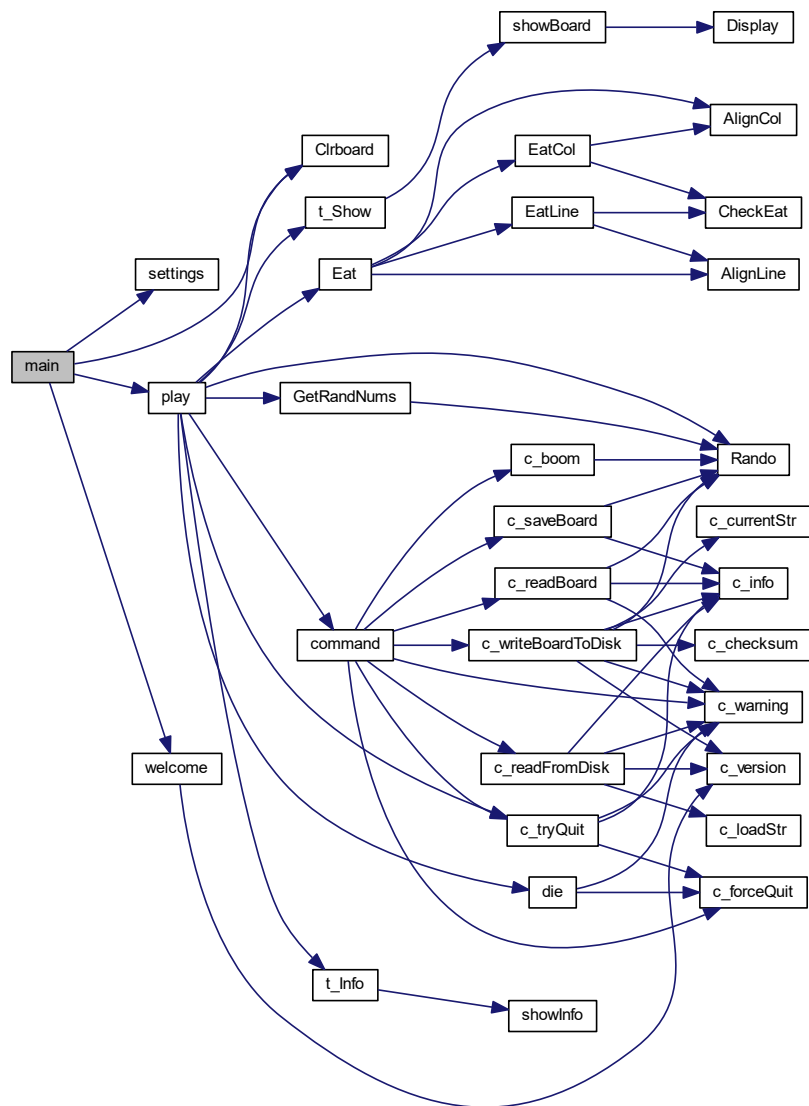 showBoard
Display
AlignCol
Clrboard
EatCol
t_Show
EatLine
CheckEat
settings
Eat
AlignLine
main
play
GetRandNums
c_boom
Rando
c_saveBoard
c_currentStr
c_readBoard
c_info
command
c_writeBoardToDisk
c_checksum
c_warning
welcome
c_readFromDisk
c_version
c_tryQuit
c_loadStr
die
c_forceQuit
t_Info
showInfo